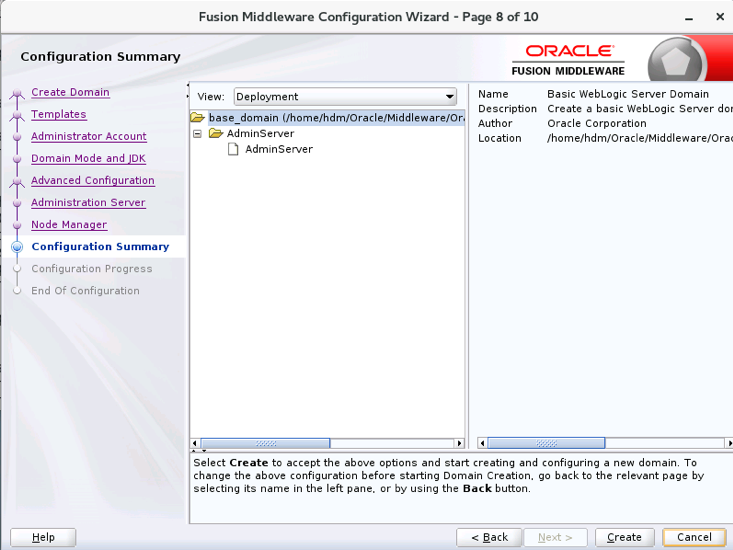 Fusion Middleware Configuration Wizard - Page 8 of 10
Configuration Summary
ORACLE
FUSION MIDDLEWARE
Create Domain
Templates
Administrator Account
Domain Mode and JDK
Advanced Configuration
Administration Server
Node Manager
Configuration Summary
Configuration Progress
End Of Configuration
View: Deployment
base_domain (/home/hdm/Oracle/Middleware/Ora
AdminServer
AdminServer
Name Basic WebLogic Server Domain
Description Create a basic WebLogic Server dor
Author Oracle Corporation
Location /home/hdm/Oracle/Middleware/Orac
Select Create to accept the above options and start creating and configuring a new domain. To
change the above configuration before starting Domain Creation, go back to the relevant page by
selecting its name in the left pane, or by using the Back button.
Help
< Back
Next >
Create
Cancel